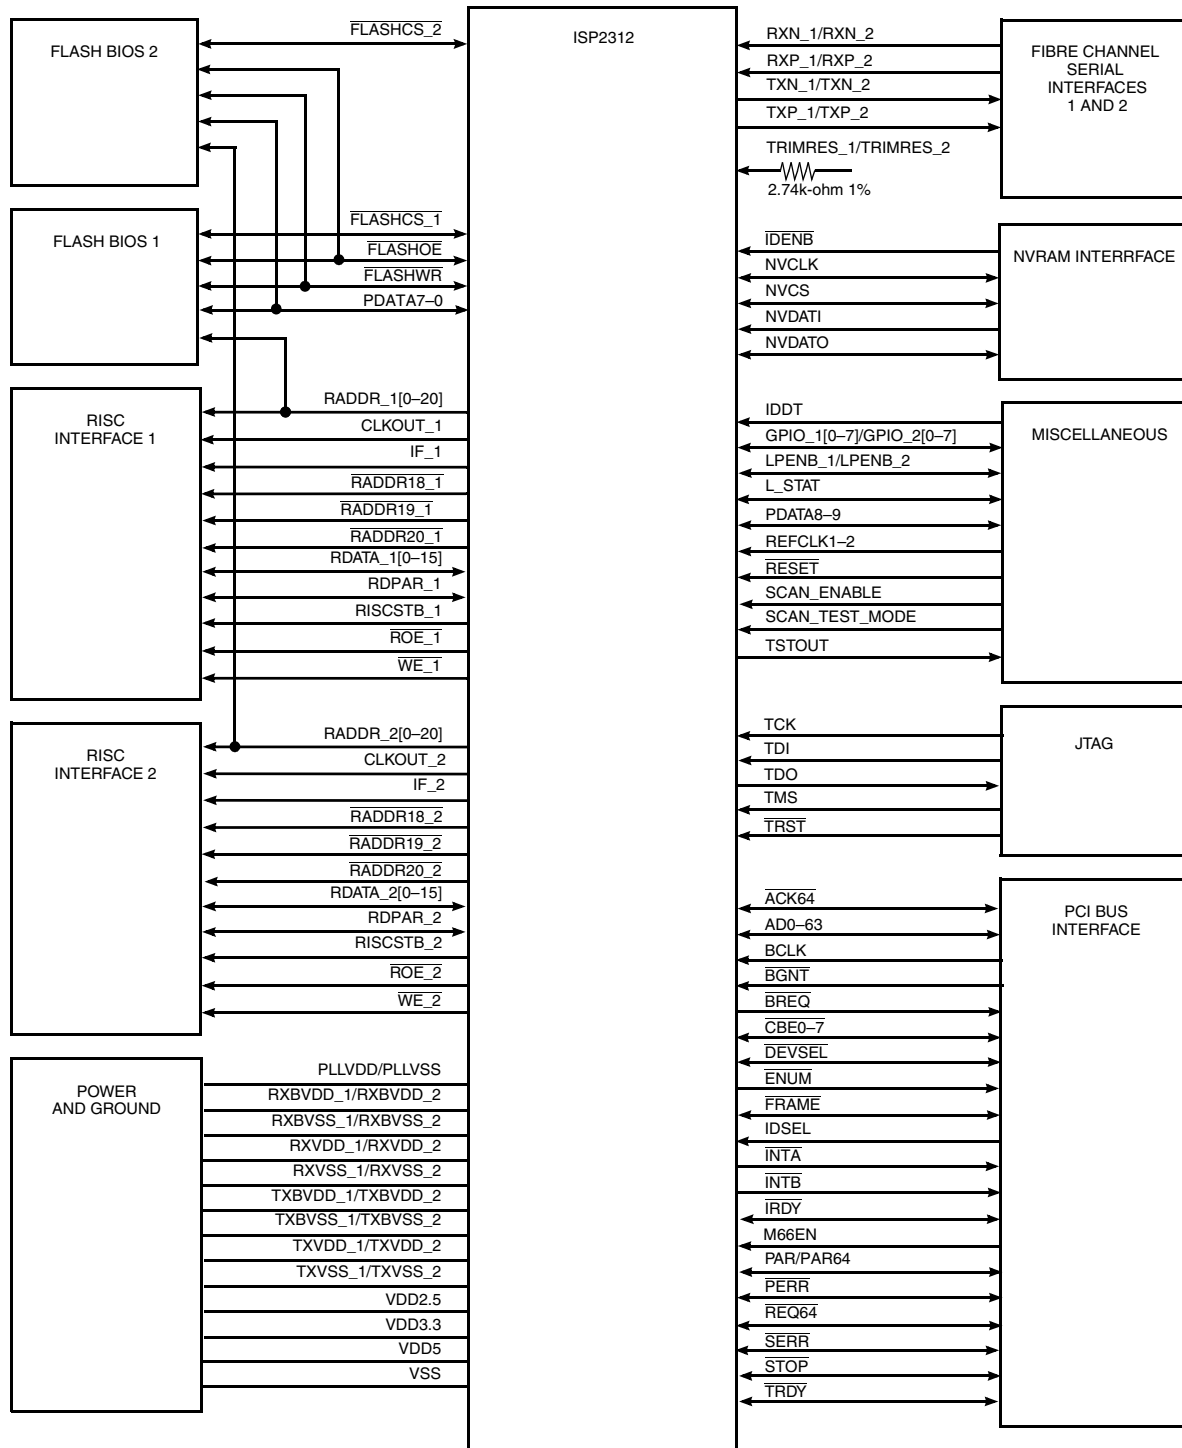 FLASH BIOS 2
FLASHCS_2
FLASH BIOS 1
FLASHCS_1
FLASHOE
FLASHWR
PDATA7–0
RISC
INTERFACE 1
RADDR_1[0–20]
CLKOUT_1
IF_1
RADDR18_1
RADDR19_1
RADDR20_1
RDATA_1[0–15]
RDPAR_1
RISCSTB_1
ROE_1
WE_1
RISC
INTERFACE 2
RADDR_2[0–20]
CLKOUT_2
IF_2
RADDR18_2
RADDR19_2
RADDR20_2
RDATA_2[0–15]
RDPAR_2
RISCSTB_2
ROE_2
WE_2
POWER
AND GROUND
PLLVDD/PLLVSS
RXBVDD_1/RXBVDD_2
RXBVSS_1/RXBVSS_2
RXVDD_1/RXVDD_2
RXVSS_1/RXVSS_2
TXBVDD_1/TXBVDD_2
TXBVSS_1/TXBVSS_2
TXVDD_1/TXVDD_2
TXVSS_1/TXVSS_2
VDD2.5
VDD3.3
VDD5
VSS
ISP2312
RXN_1/RXN_2
RXP_1/RXP_2
TXN_1/TXN_2
TXP_1/TXP_2
TRIMRES_1/TRIMRES_2
2.74k-ohm 1%
FIBRE CHANNEL
SERIAL
INTERFACES
1 AND 2
IDENB
NVCLK
NVCS
NVDATI
NVDATO
NVRAM INTERRFACE
IDDT
GPIO_1[0–7]/GPIO_2[0–7]
LPENB_1/LPENB_2
L_STAT
PDATA8–9
REFCLK1–2
RESET
SCAN_ENABLE
SCAN_TEST_MODE
TSTOUT
MISCELLANEOUS
TCK
TDI
TDO
TMS
TRST
JTAG
ACK64
AD0–63
BCLK
BGNT
BREQ
CBE0–7
DEVSEL
ENUM
FRAME
IDSEL
INTA
INTB
IRDY
M66EN
PAR/PAR64
PERR
REQ64
SERR
STOP
TRDY
PCI BUS
INTERFACE